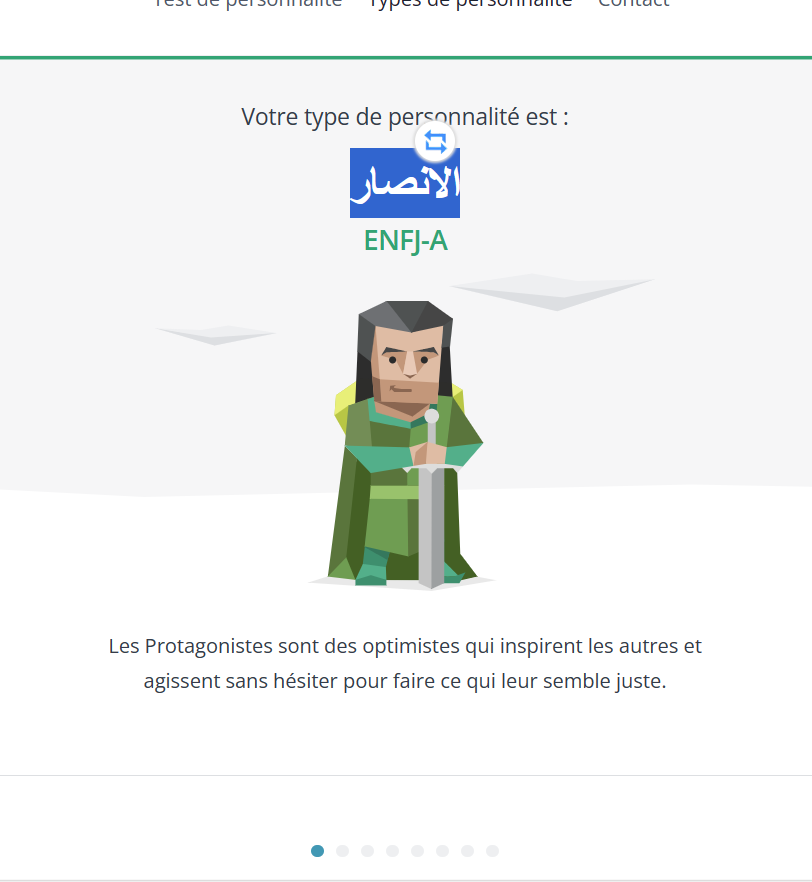 Test de personnalité Types de personnalité Contact
Votre type de personnalité est :
الانصار
ENFJ-A
Les Protagonistes sont des optimistes qui inspirent les autres et
agissent sans hésiter pour faire ce qui leur semble juste.